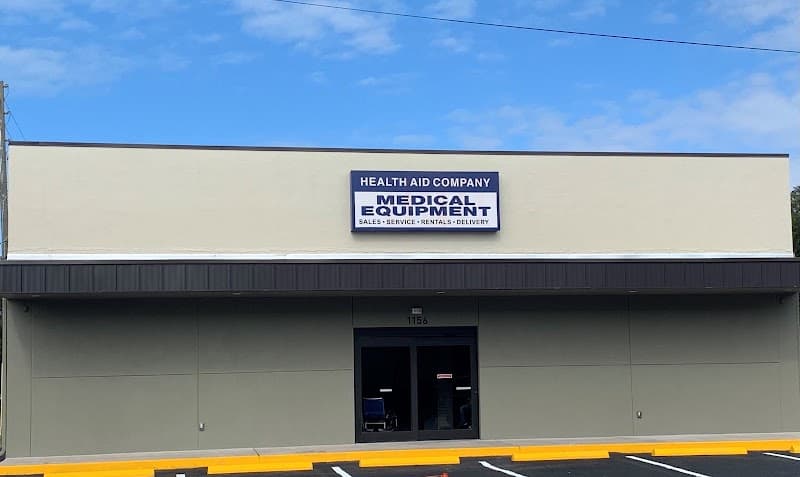 HEALTH AID COMPANY
MEDICAL
EQUIPMENT
SALES • SERVICE • RENTALS • DELIVERY
1156